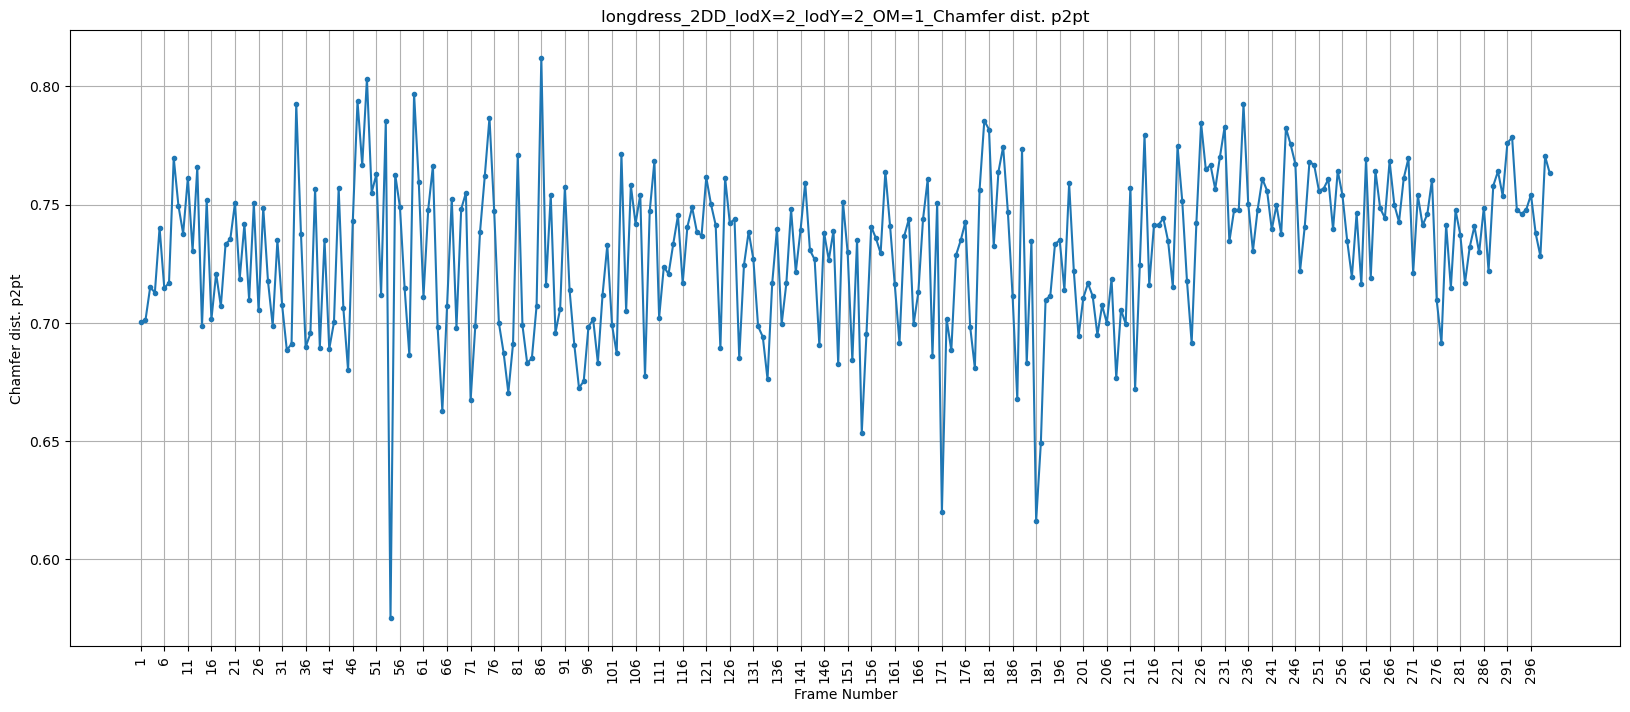 longdress_2DD_lodX=2_lodY=2_OM=1_Chamfer dist. p2pt
Chamfer dist. p2pt
0.80
0.75
0.70
0.65
0.60
1 6 11 16 21 26 31 36 41 46 51 56 61 66 71 76 81 86 91 96 101 106 111 116 121 126 131 136 141 146 151 156 161 166 171 176 181 186 191 196 201 206 211 216 221 226 231 236 241 246 251 256 261 266 271 276 281 286 291 296
Frame Number